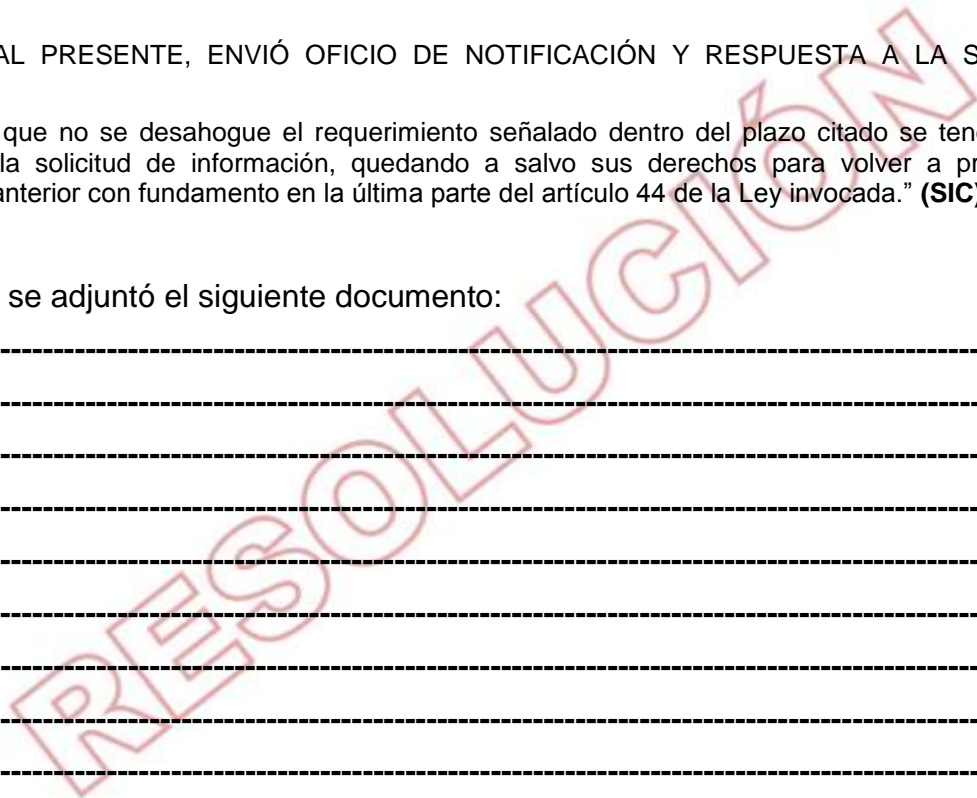 AL PRESENTE, ENVIÓ OFICIO DE NOTIFICACIÓN Y RESPUESTA A LA S
que no se desahogue el requerimiento señalado dentro del plazo citado se ten
la solicitud de información, quedando a salvo sus derechos para volver a pr
anterior con fundamento en la última parte del artículo 44 de la Ley invocada.” (SIC)
se adjuntó el siguiente documento:
RESOLUCIÓN